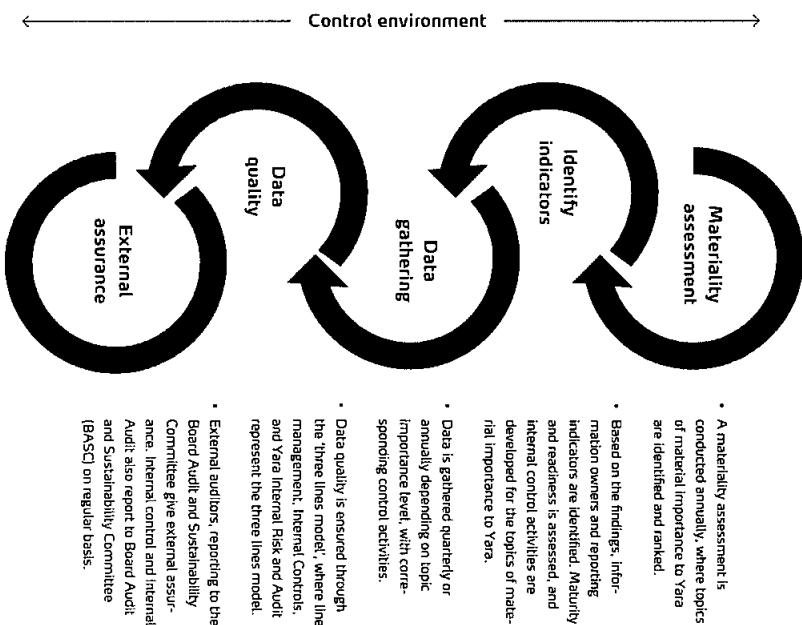 Control environment
Materiality
assessment
Identify
indicators
Data
gathering
Data
quality
External
assurance
• A materiality assessment is
conducted annually, where topics
of material importance to Yara
are identified and ranked.
• Based on the findings, infor-
mation owners and reporting
indicators are identified. Maturity
and readiness is assessed, and
internal control activities are
developed for the topics of mate-
rial importance to Yara.
• Data is gathered quarterly or
annually depending on topic
importance level, with corre-
sponding control activities.
• Data quality is ensured through
the 'three lines model', where line
management, Internal Controls,
and Yara Internal Risk and Audit
represent the three lines model.
• External auditors, reporting to the
Board Audit and Sustainability
Committee give external assur-
ance. Internal control and Internal
Audit also report to Board Audit
and Sustainability Committee
(BASC) on regular basis.